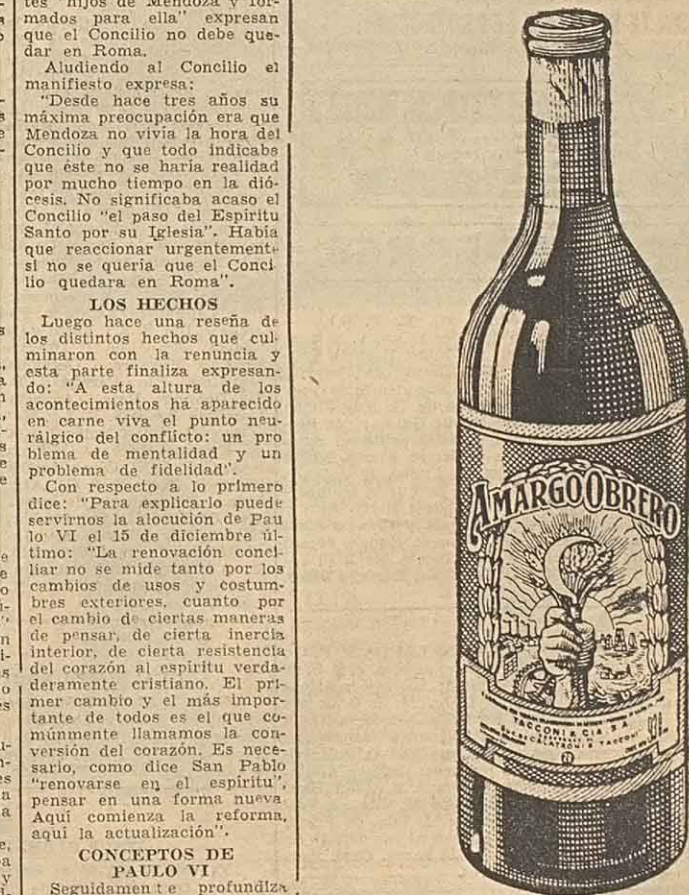 tes "hijos de Mendoza y for-
mados para ella" expresan
que el Concilio no debe que-
dar en Roma.
Aludiendo al Concilio el
manifiesto expresa:
"Desde hace tres años su
máxima preocupación era que
Mendoza no vivía la hora del
Concilio y que todo indicabs
que éste no se haría realidad
por mucho tiempo en la dió-
cesis. No significaba acaso el
Concilio "el paso del Espíritu
Santo por su Iglesia". Había
que reaccionar urgentemente
si no se quería que el Conci-
lio quedara en Roma".
LOS HECHOS
Luego hace una reseña de
los distintos hechos que cul-
minaron con la renuncia y
esta parte finaliza expresan-
do: "A esta altura de los
acontecimientos ha aparecido
en carne viva el punto neu-
rálgico del conflicto: un pro
blema de mentalidad y un
problema de fidelidad".
Con respecto a lo primero
dice: "Para explicarlo puede
servirnos la alocución de Pau
lo VI el 15 de diciembre úl-
timo: "La renovación conci-
liar no se mide tanto por los
cambios de usos y costum-
bres exteriores, cuanto por
el cambio de ciertas maneras
de pensar, de cierta inercia
interior, de cierta resistencia
del corazón al espíritu verda-
deramente cristiano. El pri-
mer cambio y el más impor-
tante de todos es el que co-
múnmente llamamos la con-
versión del corazón. Es nece-
sario, como dice San Pablo
"renovarse en el espíritu",
pensar en una forma nueva
Aquí comienza la reforma,
aquí la actualización".
CONCEPTOS DE
PAULO VI
Seguidamente profundiza
AMARGO OBRERO
TACCONI & CIA. S.A.
CALATRONI & TACCONI